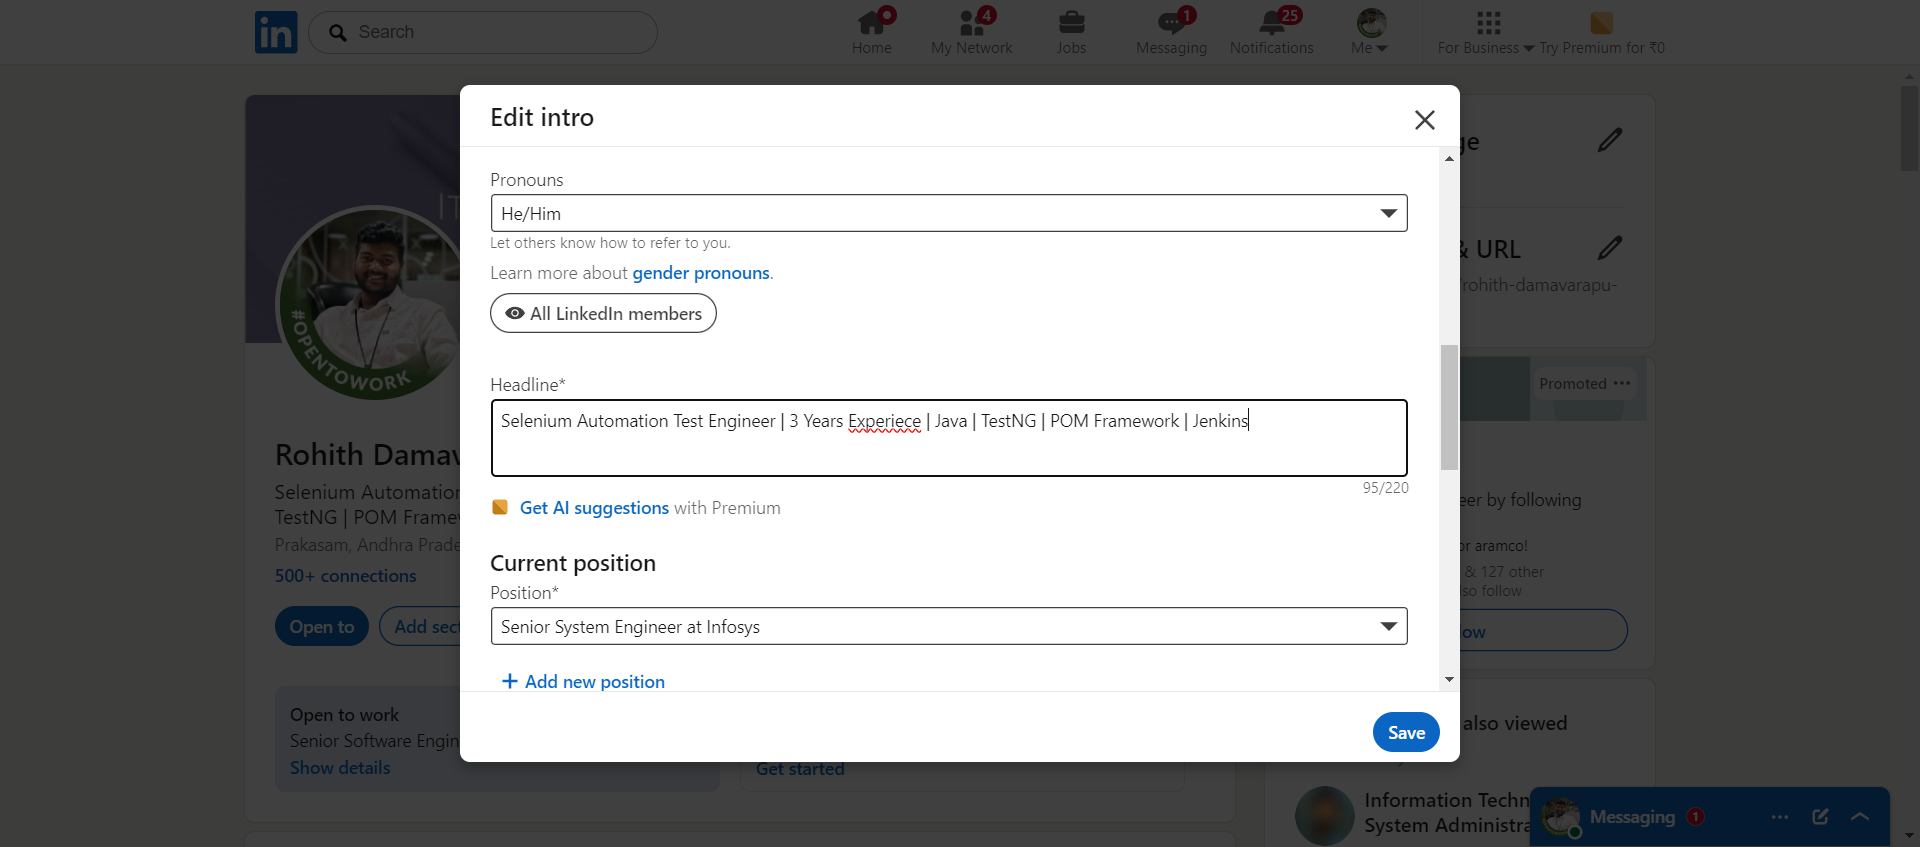 in
Search
Home
4
My Network
Jobs
1
Messaging
25
Notifications
Me
For Business
Try Premium for ₹0
Edit intro
Pronouns
He/Him
Let others know how to refer to you.
Learn more about gender pronouns.
All LinkedIn members
Headline*
Selenium Automation Test Engineer | 3 Years Experiece | Java | TestNG | POM Framework | Jenkins
95/220
Get AI suggestions with Premium
Current position
Position*
Senior System Engineer at Infosys
+ Add new position
Save
IT
#OPENTOWORK
Rohith Damav
Selenium Automation
TestNG | POM Framew
Prakasam, Andhra Prade
500+ connections
Open to
Add sect
Open to work
Senior Software Engin
Show details
Get started
ge
& URL
rohith-damavarapu-
Promoted
eer by following
or aramco!
& 127 other
lso follow
low
also viewed
Information Techn
System Administra
Messaging 1